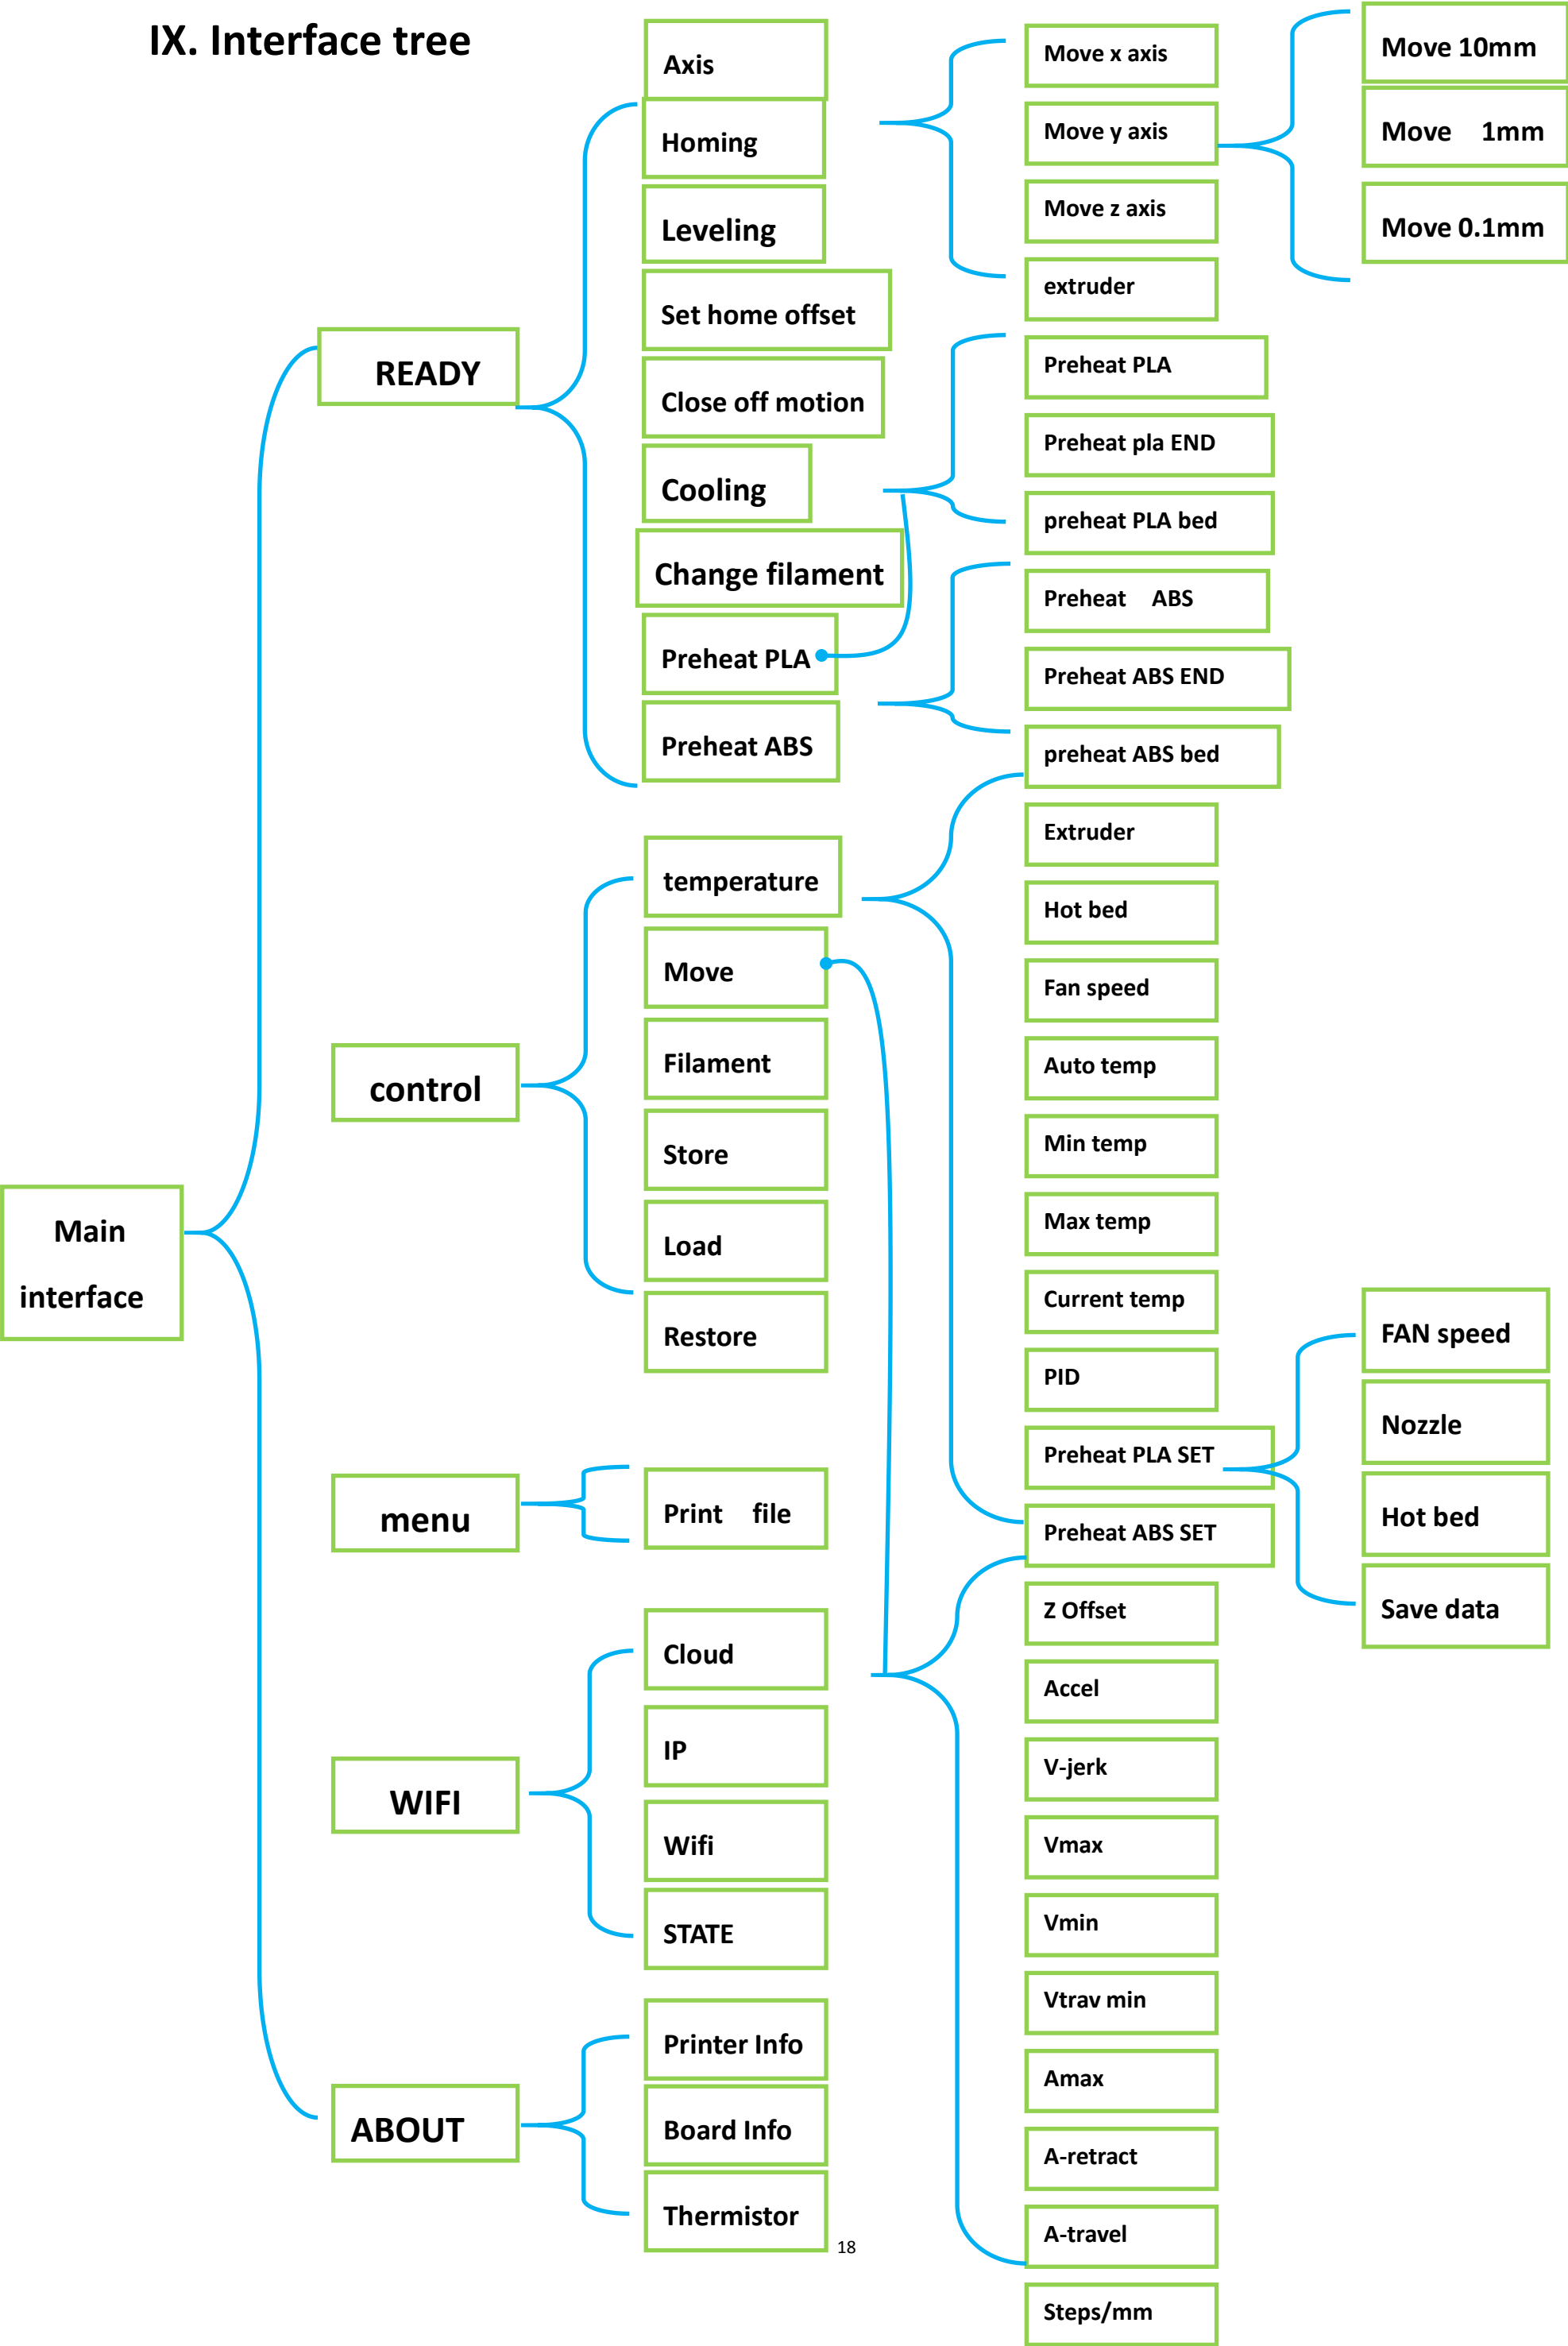 IX. Interface tree
Main
interface
READY
control
menu
WIFI
ABOUT
Axis
Homing
Leveling
Set home offset
Close off motion
Cooling
Change filament
Preheat PLA
Preheat ABS
temperature
Move
Filament
Store
Load
Restore
Print file
Cloud
IP
Wifi
STATE
Printer Info
Board Info
Thermistor
Move x axis
Move y axis
Move z axis
extruder
Preheat PLA
Preheat pla END
preheat PLA bed
Preheat ABS
Preheat ABS END
preheat ABS bed
Extruder
Hot bed
Fan speed
Auto temp
Min temp
Max temp
Current temp
PID
Preheat PLA SET
Preheat ABS SET
Z Offset
Accel
V-jerk
Vmax
Vmin
Vtrav min
Amax
A-retract
A-travel
Steps/mm
Move 10mm
Move 1mm
Move 0.1mm
FAN speed
Nozzle
Hot bed
Save data
18